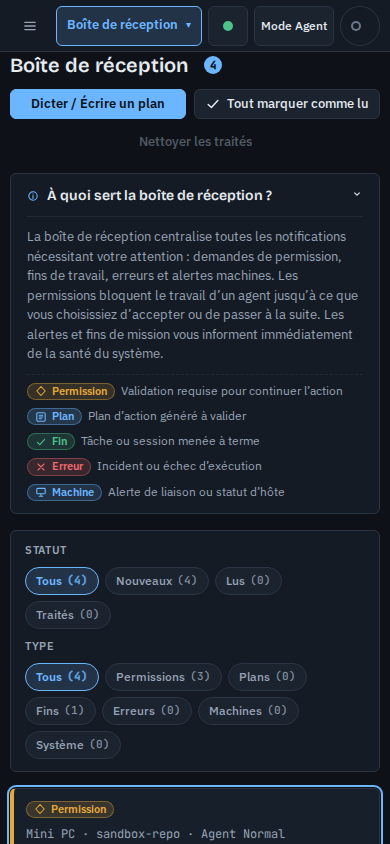 Boîte de réception ▾
Mode Agent
Boîte de réception 4
Dicter / Écrire un plan
Tout marquer comme lu
Nettoyer les traités
À quoi sert la boîte de réception ?
La boîte de réception centralise toutes les notifications
nécessitant votre attention : demandes de permission,
fins de travail, erreurs et alertes machines. Les
permissions bloquent le travail d’un agent jusqu’à ce que
vous choisissiez d’accepter ou de passer à la suite. Les
alertes et fins de mission vous informent immédiatement
de la santé du système.
Permission Validation requise pour continuer l’action
Plan Plan d’action généré à valider
Fin Tâche ou session menée à terme
Erreur Incident ou échec d’exécution
Machine Alerte de liaison ou statut d’hôte
STATUT
Tous (4) Nouveaux (4) Lus (0)
Traités (0)
TYPE
Tous (4) Permissions (3) Plans (0)
Fins (1) Erreurs (0) Machines (0)
Système (0)
Permission
Mini PC · sandbox-repo · Agent Normal